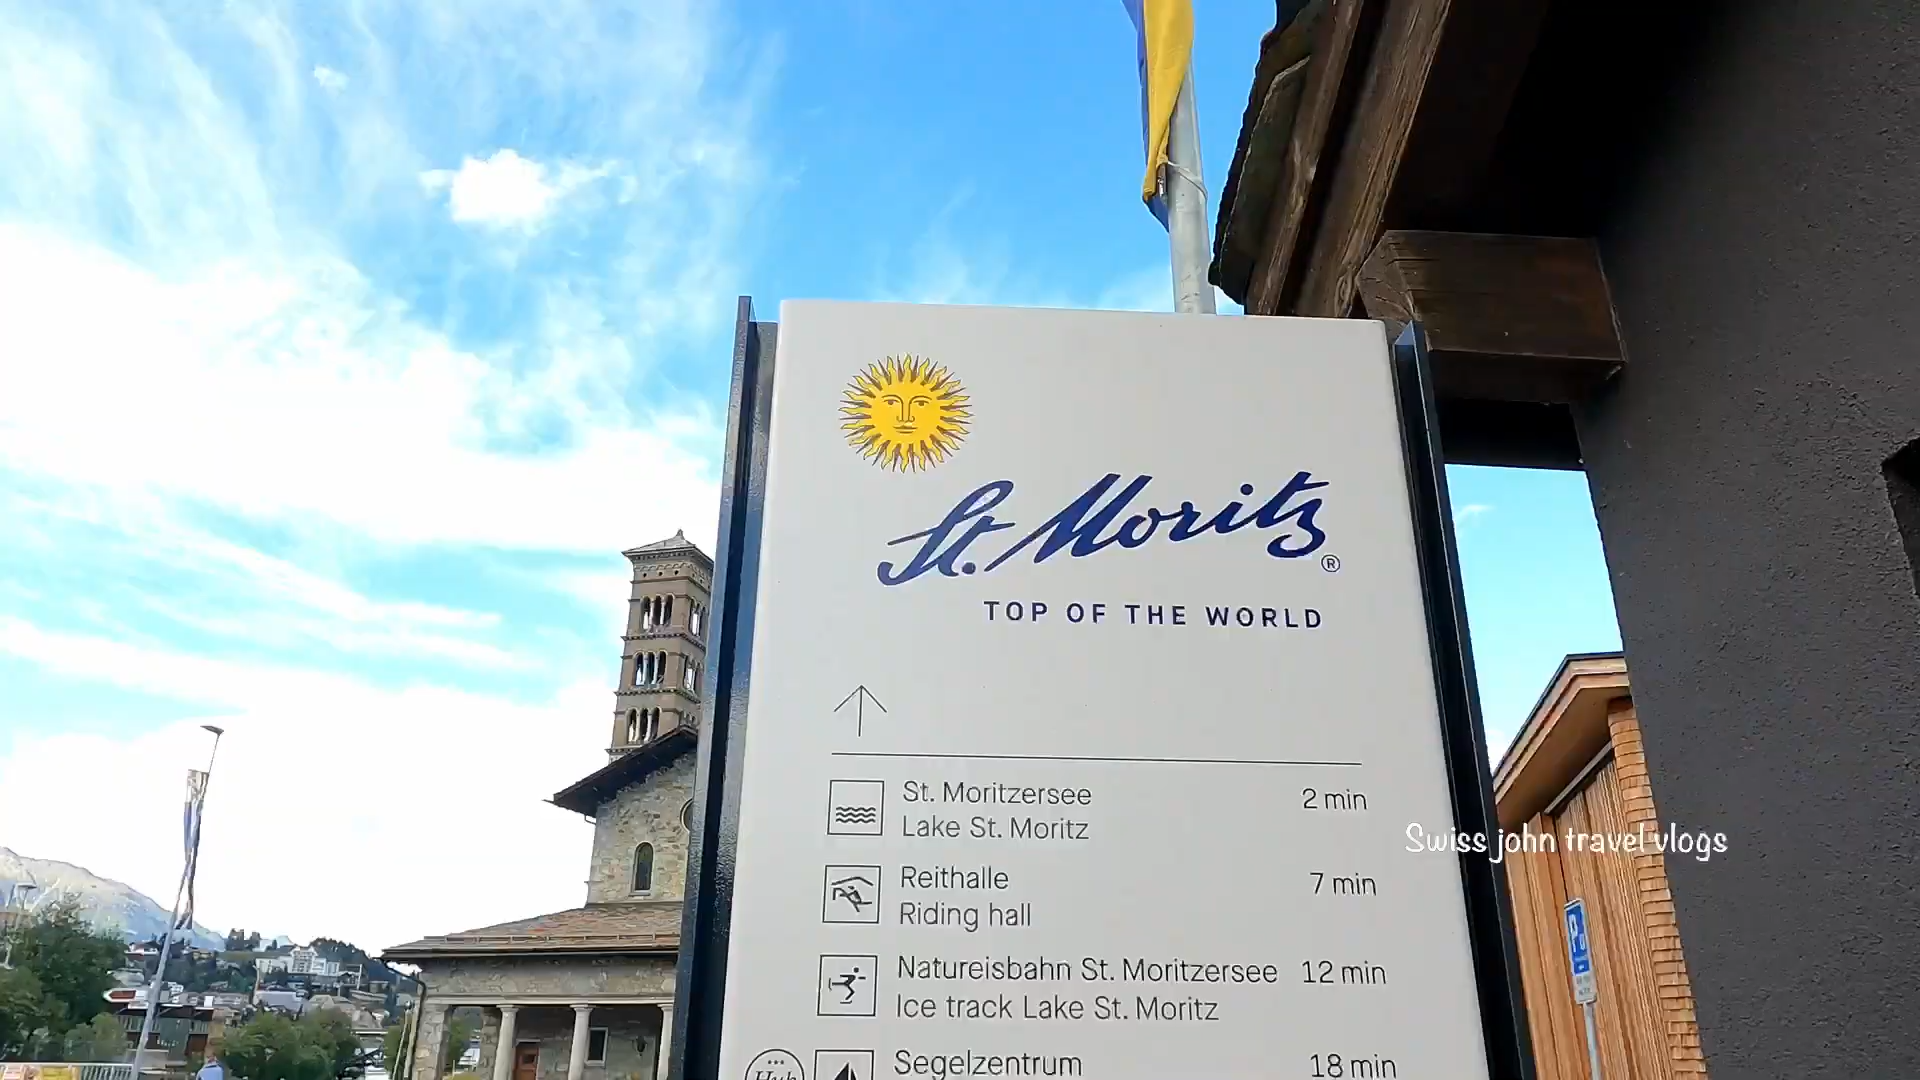 St. Moritz®
TOP OF THE WORLD
St. Moritzersee 2 min
Lake St. Moritz
Reithalle 7 min
Riding hall
Natureisbahn St. Moritzersee 12 min
Ice track Lake St. Moritz
Segelzentrum 18 min
Swiss john travel vlogs
P